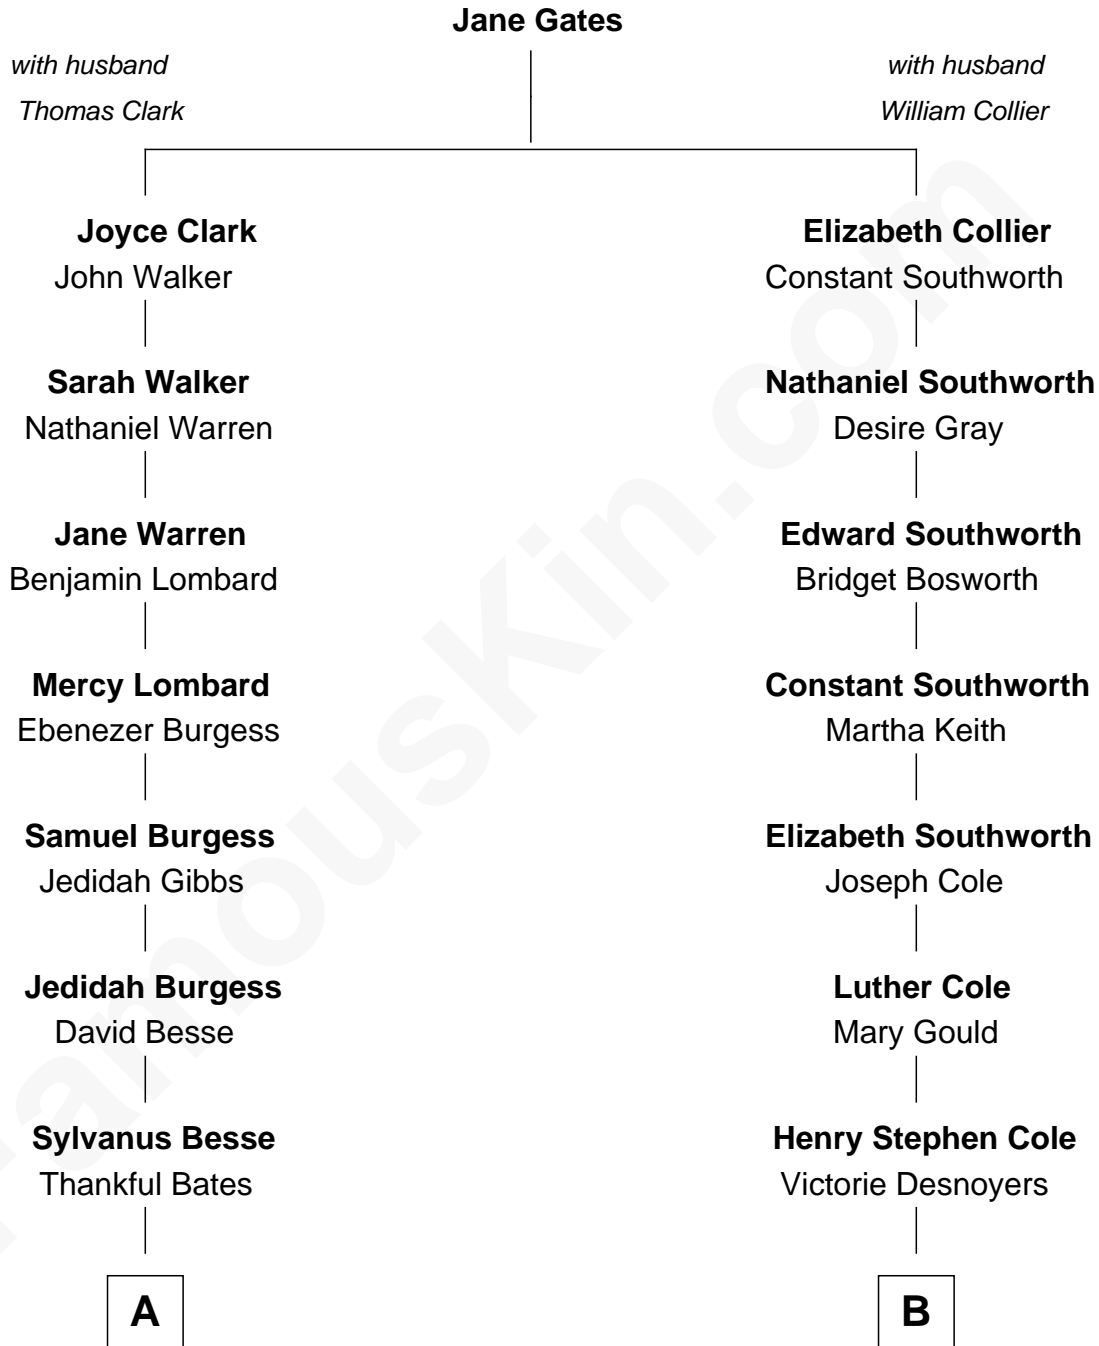 Jane Gates
with husband
Thomas Clark
with husband
William Collier
Joyce Clark
John Walker
Elizabeth Collier
Constant Southworth
Sarah Walker
Nathaniel Warren
Nathaniel Southworth
Desire Gray
Jane Warren
Benjamin Lombard
Edward Southworth
Bridget Bosworth
Mercy Lombard
Ebenezer Burgess
Constant Southworth
Martha Keith
Samuel Burgess
Jedidah Gibbs
Elizabeth Southworth
Joseph Cole
Jedidah Burgess
David Besse
Luther Cole
Mary Gould
Sylvanus Besse
Thankful Bates
Henry Stephen Cole
Victorie Desnoyers
A
B
FamousKin.com